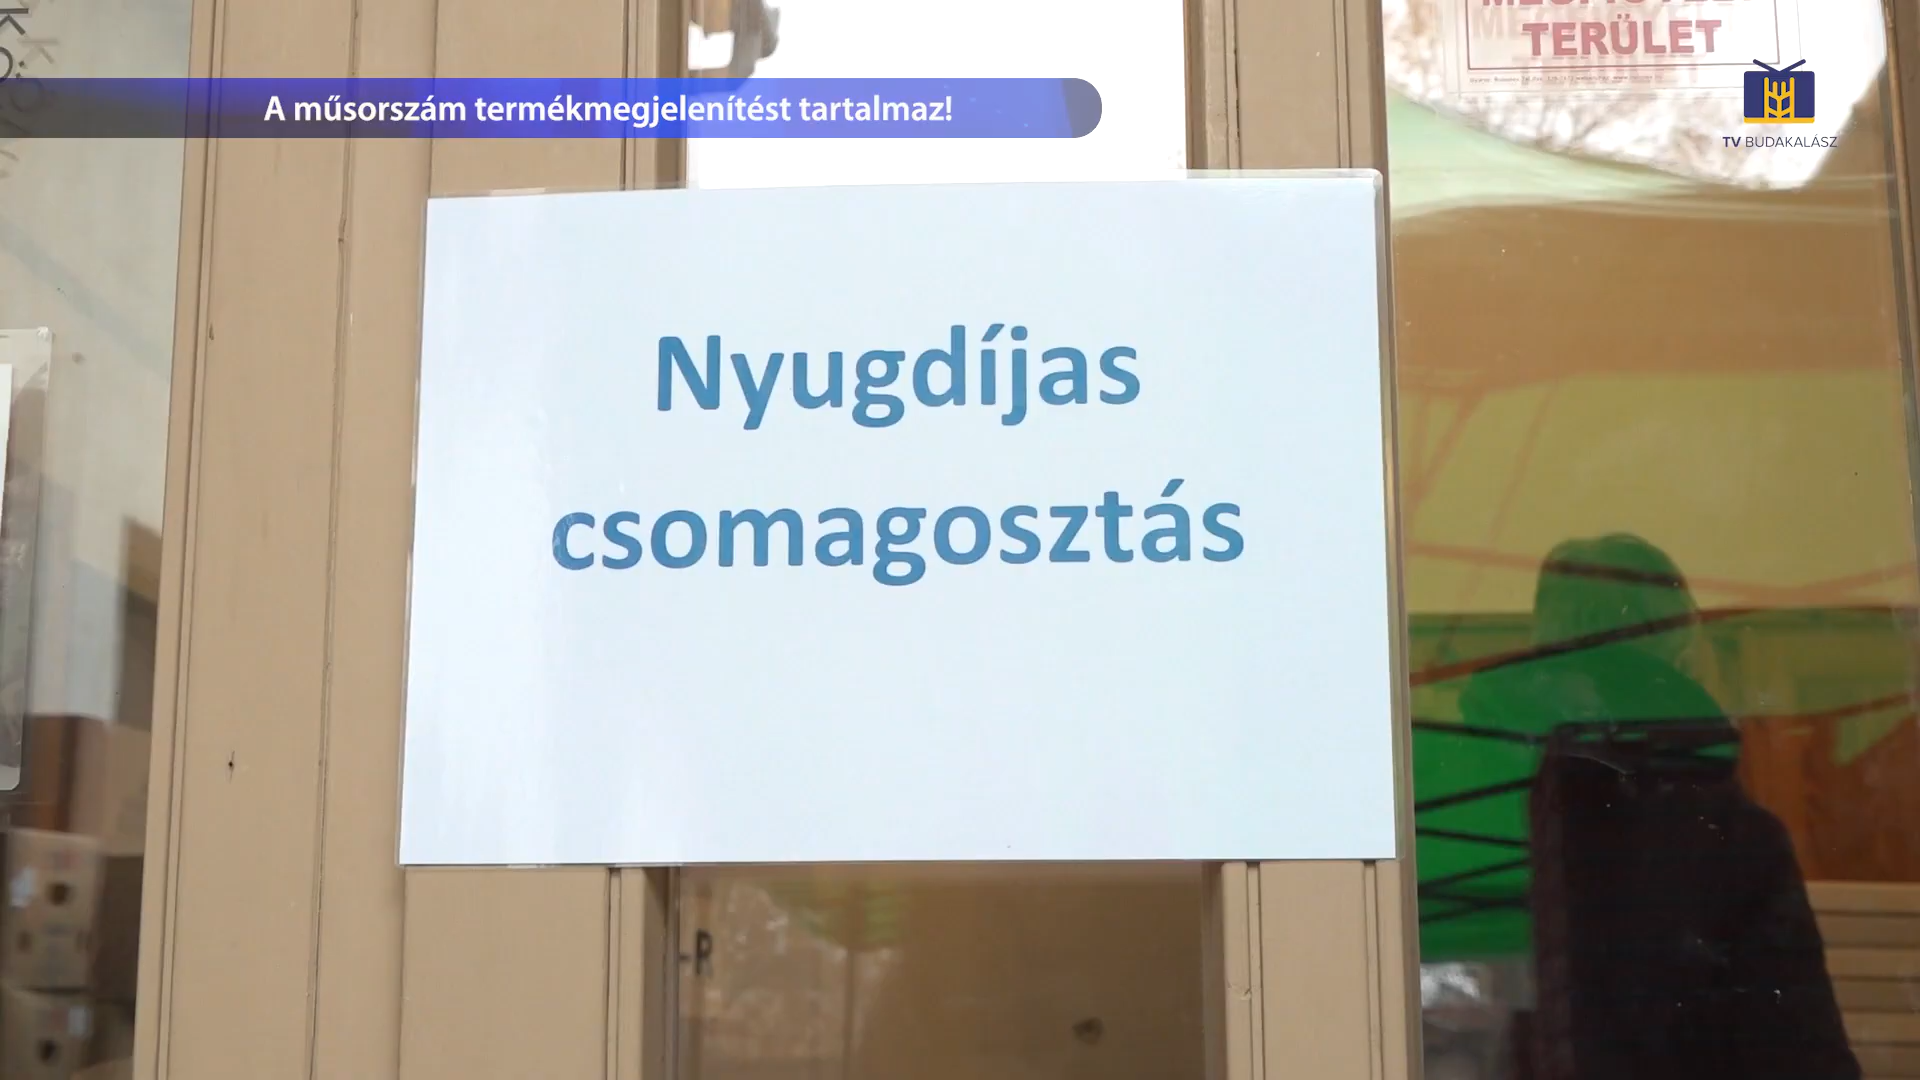 TERÜLET
A műsorszám termékmegjelenítést tartalmaz!
TV BUDAKALÁSZ
Nyugdíjas
csomagosztás